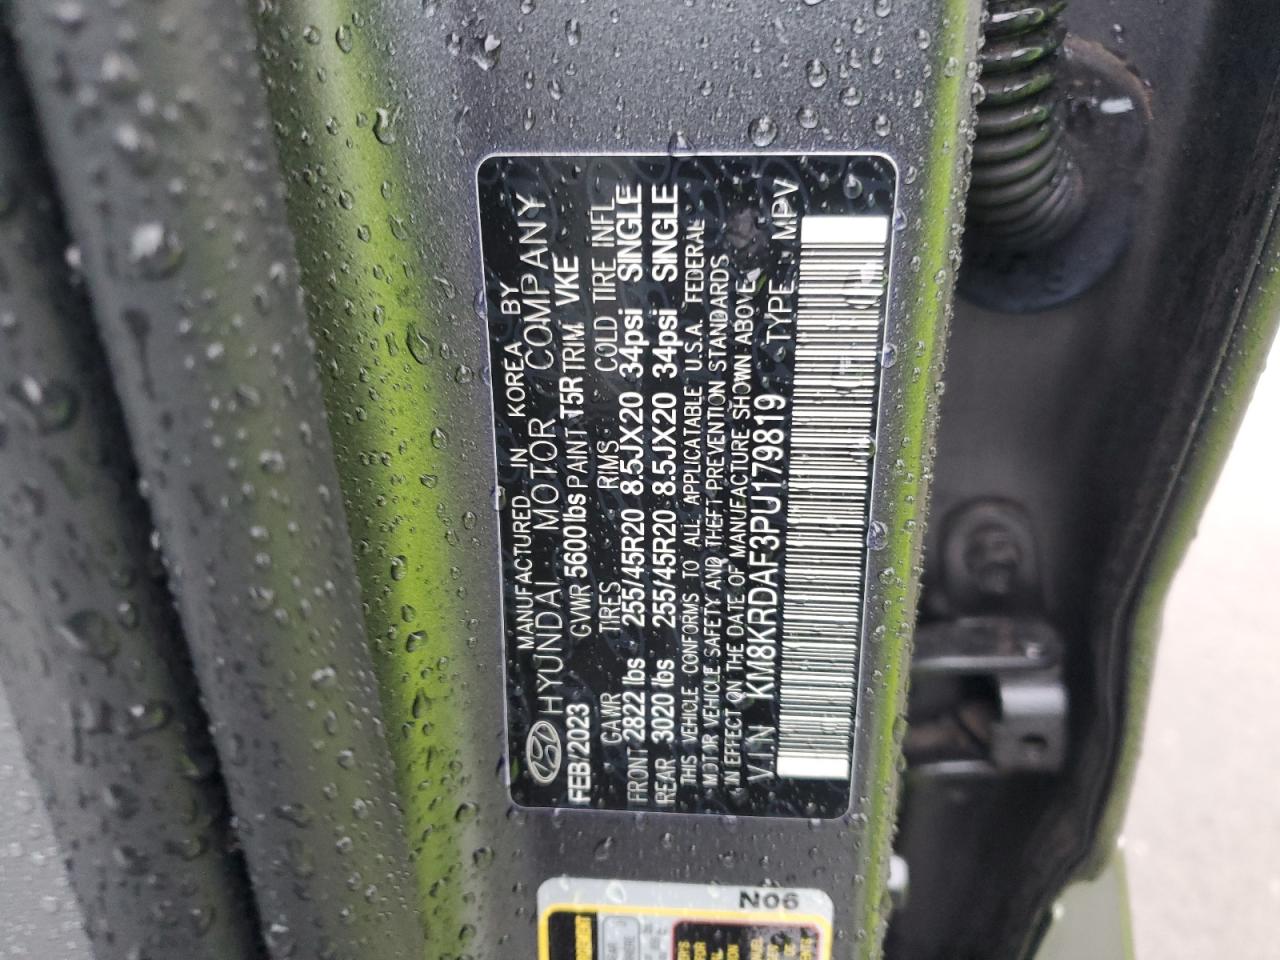 MANUFACTURED IN KOREA BY
HYUNDAI MOTOR COMPANY
FEB/2023 GVWR 5600lbs PAINT T5R TRIM VKE
GAWR TIRES RIMS COLD TIRE INFL
FRONT 2822 lbs 255/45R20 8.5JX20 34psi SINGLE
REAR 3020 lbs 255/45R20 8.5JX20 34psi SINGLE
THIS VEHICLE CONFORMS TO ALL APPLICATABLE U.S.A. FEDERAL
MOTOR VEHICLE SAFETY AND THEFT PREVENTION STANDARDS
IN EFFECT ON THE DATE OF MANUFACTURE SHOWN ABOVE
V.I.N KM8KRDAF3PU179819 TYPE MPV
N06